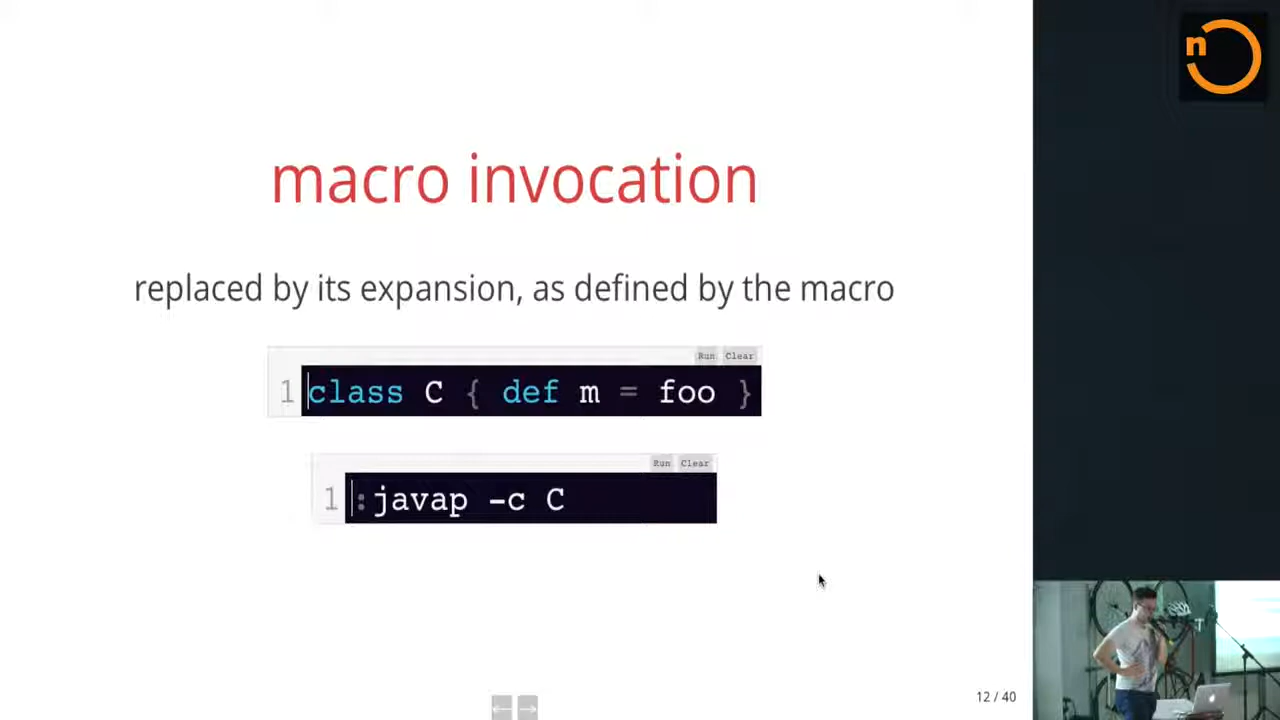 n
macro invocation
replaced by its expansion, as defined by the macro
Run Clear
1 class C { def m = foo }
Run Clear
1 :javap -c C
12 / 40